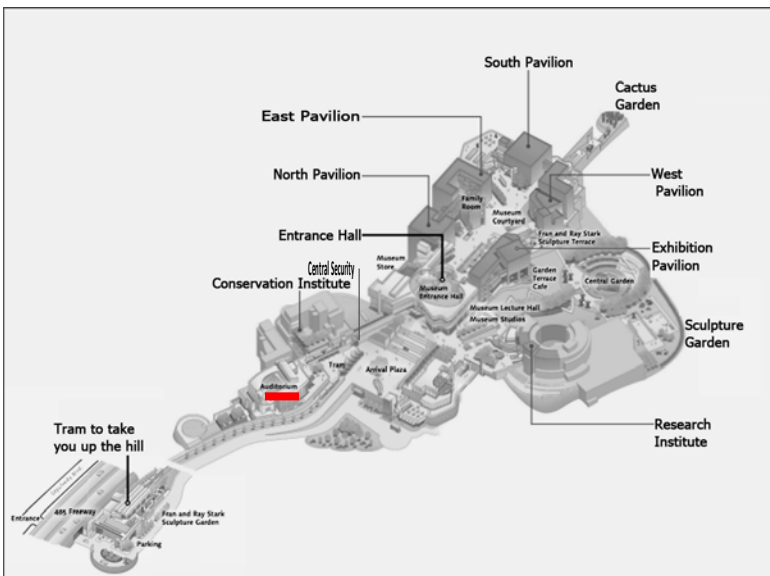 South Pavilion
Cactus
Garden
East Pavilion
North Pavilion
West
Pavilion
Family
Room
Museum
Courtyard
Entrance Hall
Fran and Ray Stark
Sculpture Terrace
Exhibition
Pavilion
Museum
Store
Central Security
Conservation Institute
Garden
Terrace
Cafe
Central Garden
Museum
Entrance Hall
Museum Lecture Hall
Museum Studios
Sculpture
Garden
Tram
Arrival Plaza
Auditorium
Tram to take
you up the hill
Research
Institute
Sepulveda Blvd
Entrance
405 Freeway
Fran and Ray Stark
Sculpture Garden
Parking